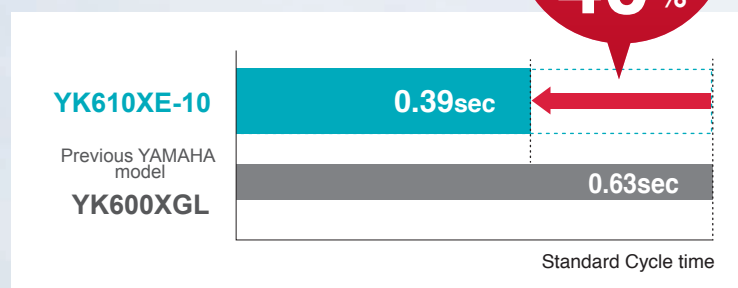 %
YK610XE-10
0.39sec
Previous YAMAHA
model
YK600XGL
0.63sec
Standard Cycle time